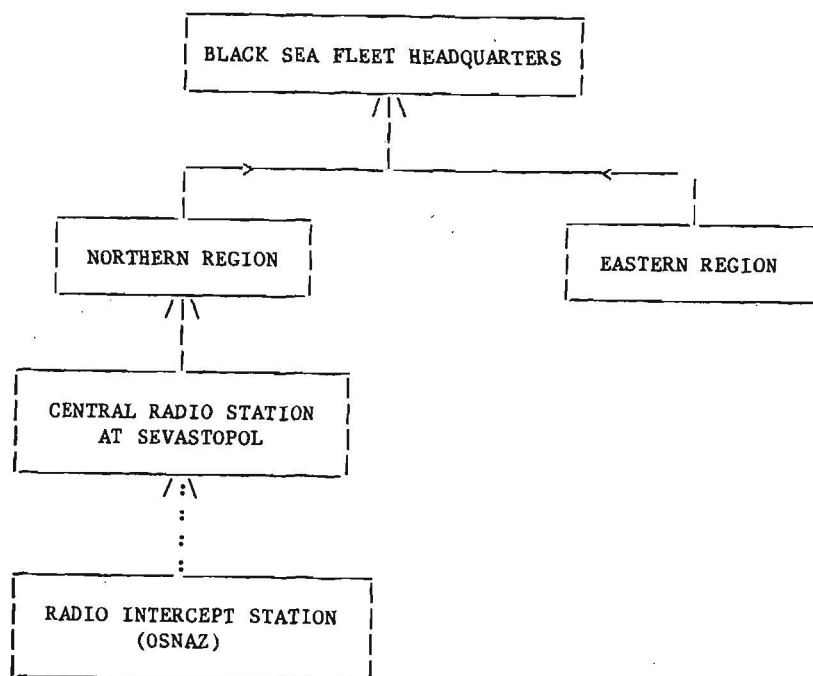 BLACK SEA FLEET HEADQUARTERS
NORTHERN REGION
EASTERN REGION
CENTRAL RADIO STATION
AT SEVASTOPOL
RADIO INTERCEPT STATION
(OSNAZ)